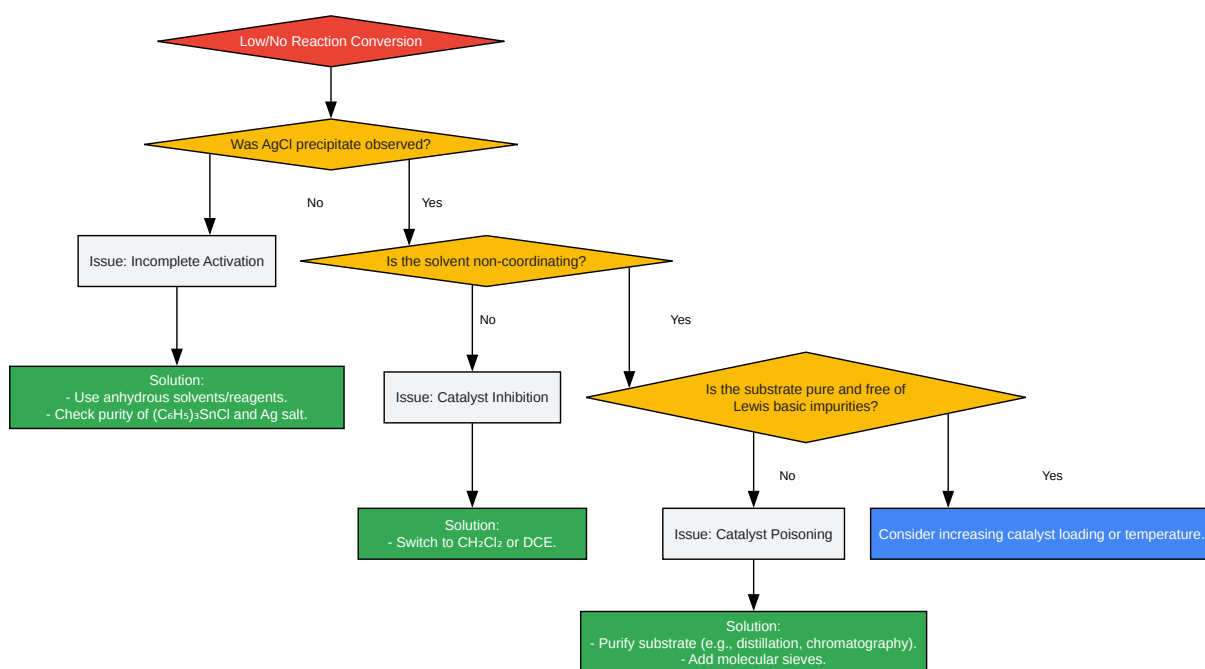 Low/No Reaction Conversion
Was AgCl precipitate observed?
No
Yes
Issue: Incomplete Activation
Is the solvent non-coordinating?
No
Yes
Solution:
- Use anhydrous solvents/reagents.
- Check purity of (C₆H₅)₃SnCl and Ag salt.
Issue: Catalyst Inhibition
Is the substrate pure and free of
Lewis basic impurities?
No
Yes
Solution:
- Switch to CH₂Cl₂ or DCE.
Issue: Catalyst Poisoning
Consider increasing catalyst loading or temperature.
Solution:
- Purify substrate (e.g., distillation, chromatography).
- Add molecular sieves.